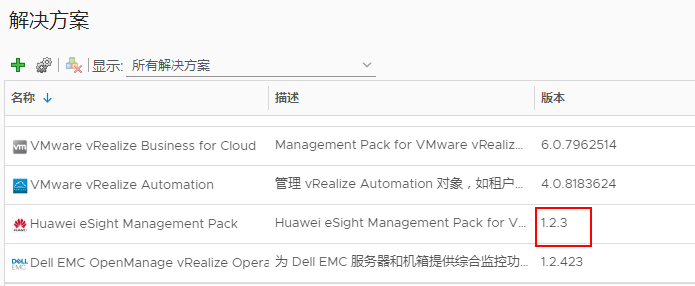 解决方案
显示: 所有解决方案
名称 描述 版本
VMware vRealize Business for Cloud Management Pack for VMware vRealiz... 6.0.7962514
VMware vRealize Automation 管理 vRealize Automation 对象，如租户... 4.0.8183624
Huawei eSight Management Pack Huawei eSight Management Pack for V... 1.2.3
Dell EMC OpenManage vRealize Opera 为 Dell EMC 服务器和机箱提供综合监控功... 1.2.423